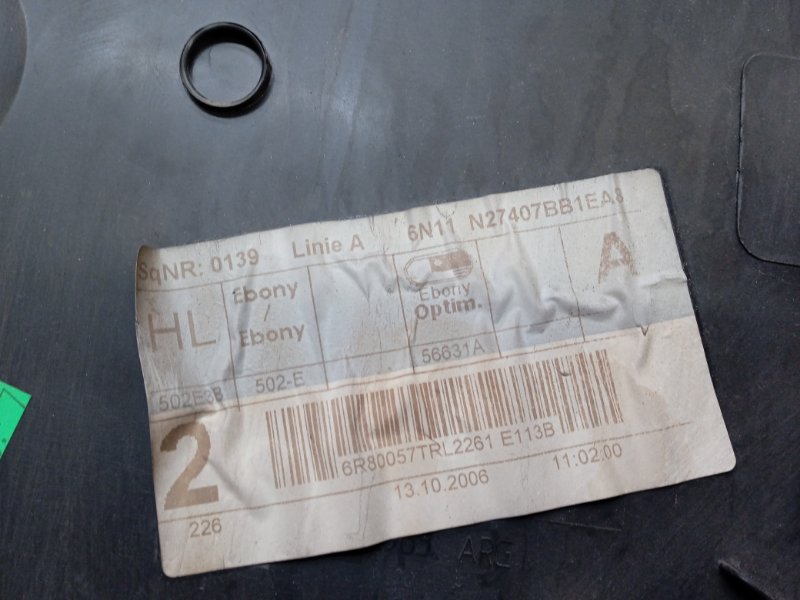 SqNR: 0139 Linie A 6N11 N27407BB1EA8
HL Ebony / Ebony Ebony Optim. A
502E3B 502-E 56631A
6R80057TRL2261 E113B
2
226 13.10.2006 11:02:00
ARG